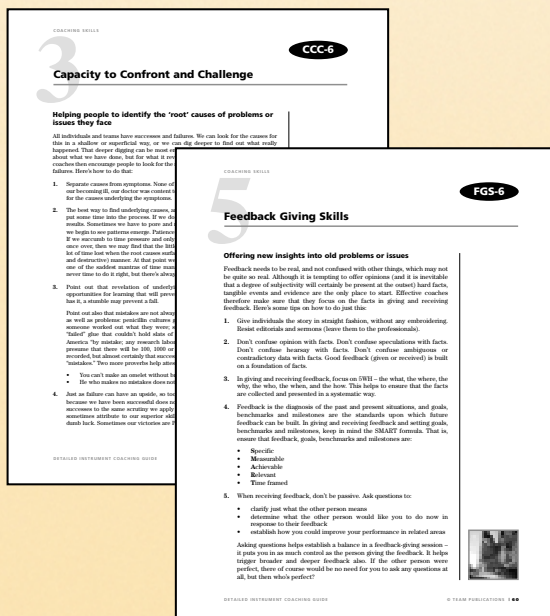 COACHING SKILLS
3
CCC-6
Capacity to Confront and Challenge
Helping people to identify the ‘root’ causes of problems or
issues they face
All individuals and teams have successes and failures. We can look for the causes for
this in a shallow or superficial way, or we can dig deeper to find out what really
happened. That deeper digging can be most
about what we have done, but for what it
coaches then encourage people to look for the
failures. Here's how to do that:
1. Separate causes from symptoms. None of
our becoming ill, our doctor was content
for the causes underlying the symptoms.
2. The best way to find underlying causes,
put some time into the process. If we do
results. Sometimes we have to pore and
we begin to see patterns. Patience
If we succumb to time pressure and only
once over, then we may find that the
lot of time lost when the root causes
and destructive) manner. At that point
one of the saddest mantras of time
never time to do it right, but there's
3. Point out that revelation of
opportunities for learning that will
has it, a stumble may prevent a fall.
Point out also that mistakes are not
as well as problems: penicillin cultures
someone worked out what they were;
“failed” glue that couldn't hold slats of
America “by mistake; any research
presume that there will be 100, 1000 or
recorded, but almost certainly that
“mistakes.” Two more proverbs help
• You can't make an omelet without
• He who makes no mistakes does
4. Just as failure can have an upside, so
because we have been successful does
successes to the same scrutiny we apply
sometimes attribute to our superior
dumb luck. Sometimes our victories are
DETAILED INSTRUMENT COACHING GUIDE
COACHING SKILLS
5
FGS-6
Feedback Giving Skills
Offering new insights into old problems or issues
Feedback needs to be real, and not confused with other things, which may not
be quite so real. Although it is tempting to offer opinions (and it is inevitable
that a degree of subjectivity will certainly be present at the outset) hard facts,
tangible events and evidence are the only place to start. Effective coaches
therefore make sure that they focus on the facts in giving and receiving
feedback. Here's some tips on how to do just this:
1. Give individuals the story in straight fashion, without any embroidering.
Resist editorials and sermons (leave them to the professionals).
2. Don't confuse opinion with facts. Don't confuse speculations with facts.
Don't confuse hearsay with facts. Don't confuse ambiguous or
contradictory data with facts. Good feedback (given or received) is built
on a foundation of facts.
3. In giving and receiving feedback, focus on 5WH – the what, the where, the
why, the who, the when, and the how. This helps to ensure that the facts
are collected and presented in a systematic way.
4. Feedback is the diagnosis of the past and present situations, and goals,
benchmarks and milestones are the standards upon which future
feedback can be built. In giving and receiving feedback and setting goals,
benchmarks and milestones, keep in mind the SMART formula. That is,
ensure that feedback, goals, benchmarks and milestones are:
• Specific
• Measurable
• Achievable
• Relevant
• Time framed
5. When receiving feedback, don't be passive. Ask questions to:
• clarify just what the other person means
• determine what the other person would like you to do now in
response to their feedback
• establish how you could improve your performance in related areas
Asking questions helps establish a balance in a feedback-giving session –
it puts you in as much control as the person giving the feedback. It helps
trigger broader and deeper feedback also. If the other person were
perfect, there of course would be no need for you to ask any questions at
all, but then who's perfect?
DETAILED INSTRUMENT COACHING GUIDE
© TEAM PUBLICATIONS
60